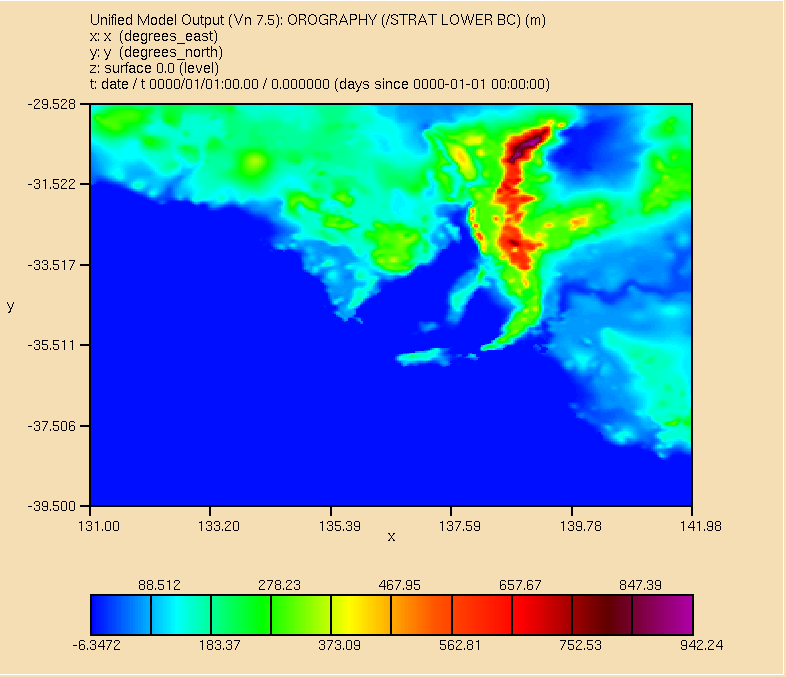 Unified Model Output (Vn 7.5): OROGRAPHY (/STRAT LOWER BC) (m)
x: x (degrees_east)
y: y (degrees_north)
z: surface 0.0 (level)
t: date / t 0000/01/01:00.00 / 0.000000 (days since 0000-01-01 00:00:00)
-29.528
-31.522
-33.517
y
-35.511
-37.506
-39.500
131.00 133.20 135.39 137.59 139.78 141.98
x
88.512 278.23 467.95 657.67 847.39
-6.3472 183.37 373.09 562.81 752.53 942.24